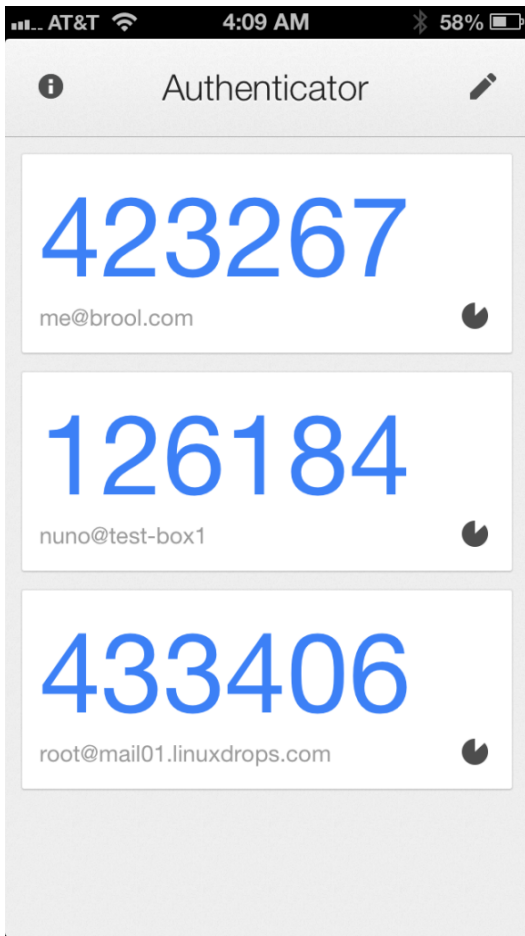 AT&T 4:09 AM 58%
Authenticator
423267
me@brool.com
126184
nuno@test-box1
433406
root@mail01.linuxdrops.com